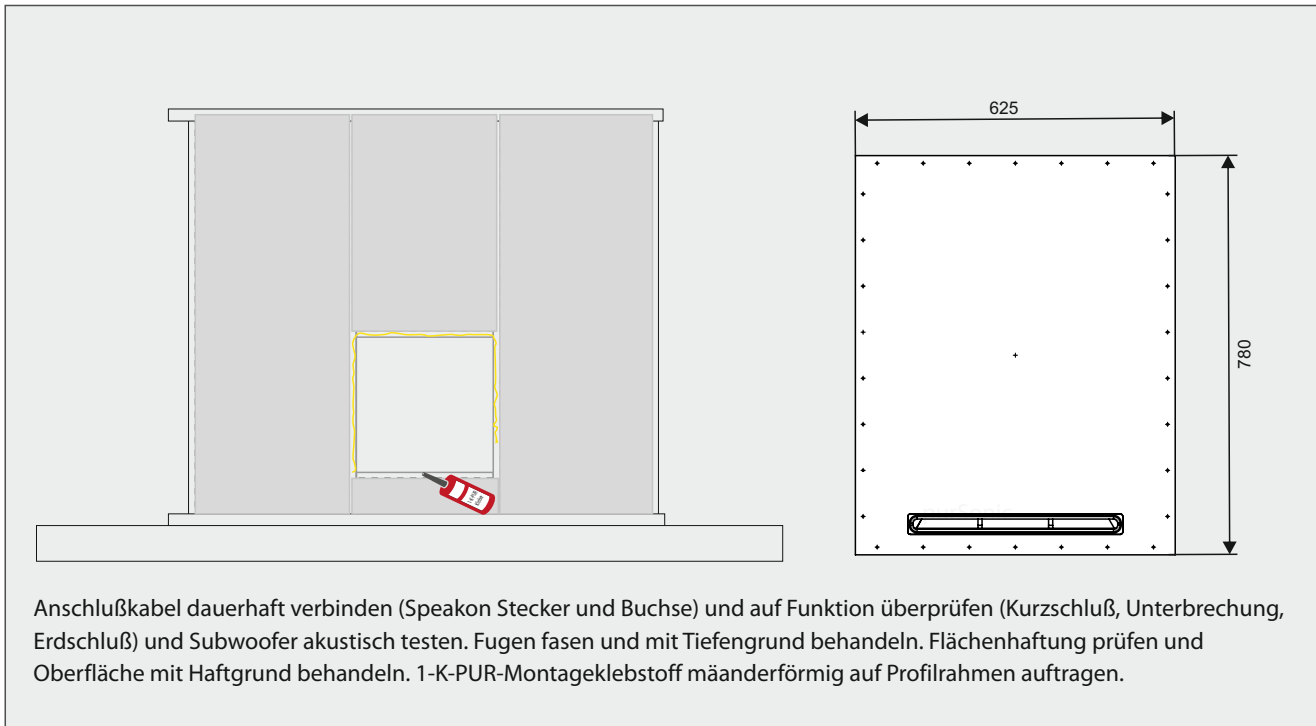 625
780
Anschlußkabel dauerhaft verbinden (Speakon Stecker und Buchse) und auf Funktion überprüfen (Kurzschluß, Unterbrechung,
Erdschluß) und Subwoofer akustisch testen. Fugen fasen und mit Tiefengrund behandeln. Flächenhaftung prüfen und
Oberfläche mit Haftgrund behandeln. 1-K-PUR-Montageklebstoff mäanderförmig auf Profilrahmen auftragen.